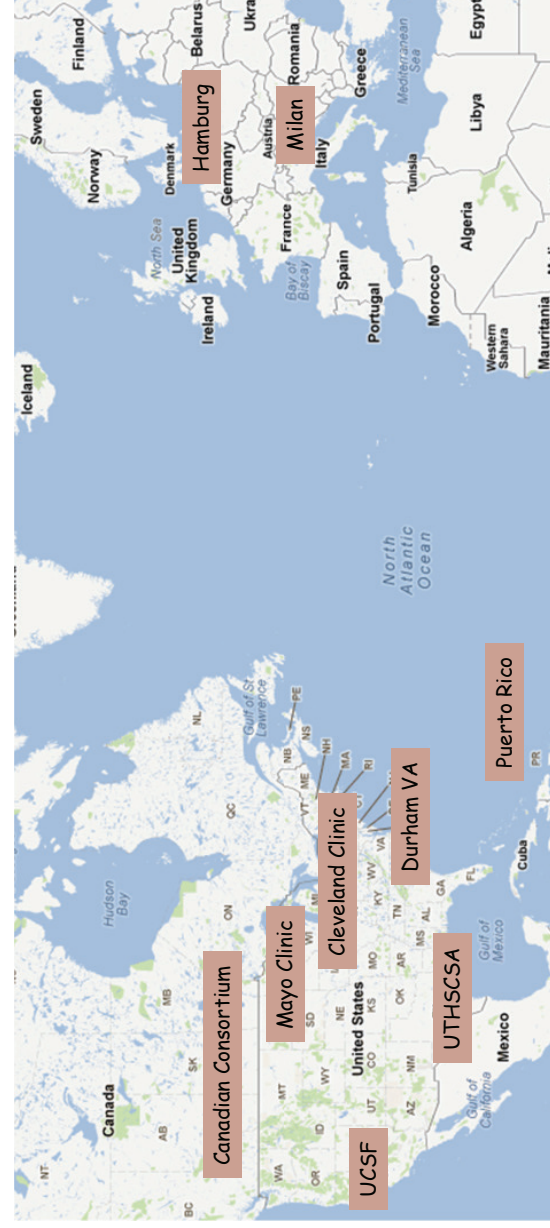 NT
Iceland
Sweden
Finland
Canada
Hudson
Bay
Norway
AB
MB
SK
BC
NL
North Sea
Denmark
United
Kingdom
Belarus
Hamburg
Ireland
Germany
Ukra
Canadian Consortium
ON
QC
Gulf of St
Lawrence
Austria
Romania
Milan
Italy
Greece
France
Bay of
Biscay
WA
MT
Mayo Clinic
NB
PE
NS
OR
ID
WY
SD
WI
MI
VT
ME
NH
MA
RI
Cleveland Clinic
UCSF
United States
NE
UT
CO
KS
MO
KY
WV
VA
Spain
Portugal
Mediterranean
Sea
Tunisia
North
Atlantic
Ocean
AZ
NM
OK
AR
TN
Durham VA
MS
AL
GA
FL
Morocco
Algeria
Libya
Egypt
UTHSCSA
Gulf of
California
Mexico
Gulf of
Mexico
Cuba
Puerto Rico
PR
Western
Sahara
Mauritania